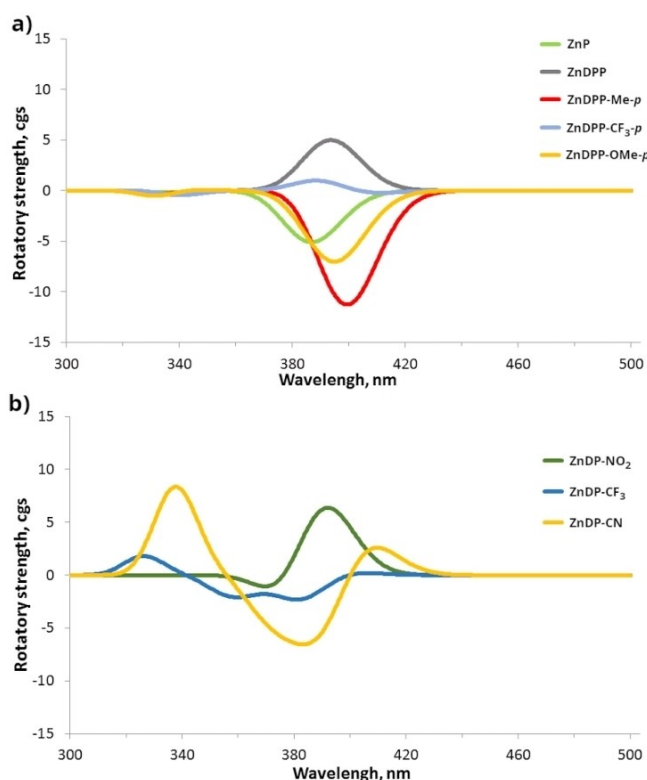 a)
15
10
5
0
-5
-10
-15
Rotatory strength, cgs
ZnP
ZnDPP
ZnDPP-Me-p
ZnDPP-CF₃-p
ZnDPP-OMe-p
300 340 380 420 460 500
Wavelengh, nm
b)
15
10
5
0
-5
-10
-15
Rotatory strength, cgs
ZnDP-NO₂
ZnDP-CF₃
ZnDP-CN
300 340 380 420 460 500
Wavelengh, nm